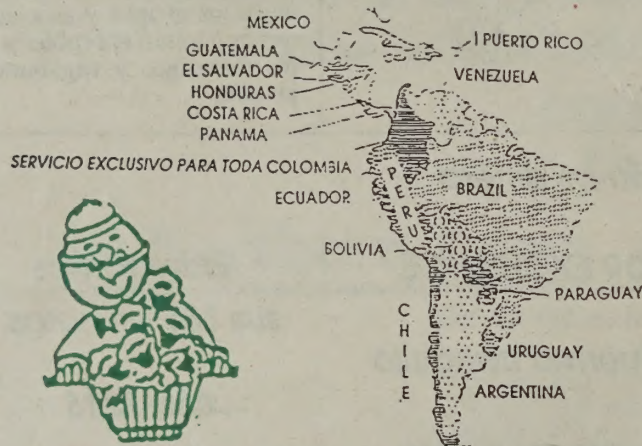 MEXICO
PUERTO RICO
GUATEMALA
EL SALVADOR
VENEZUELA
HONDURAS
COSTA RICA
PANAMA
SERVICIO EXCLUSIVO PARA TODA COLOMBIA
ECUADOR
PERU
BRAZIL
BOLIVIA
PARAGUAY
CHILE
URUGUAY
ARGENTINA